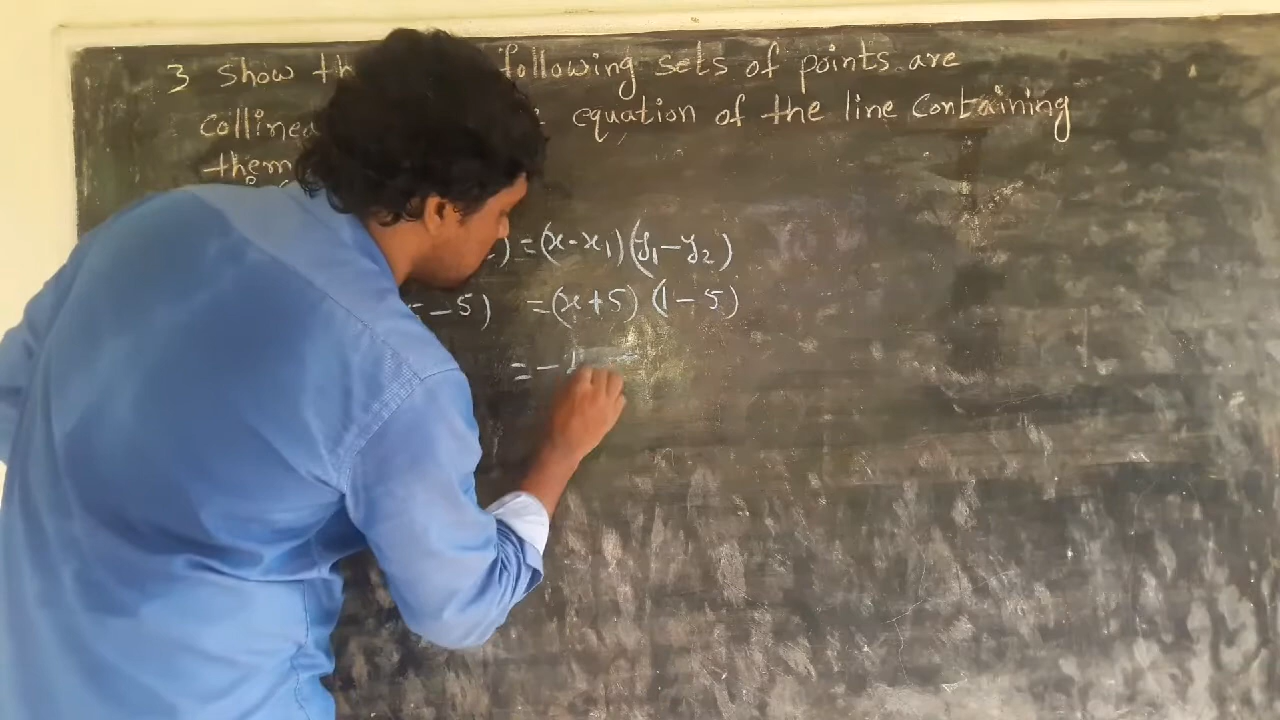 3 Show th following sets of points are
collinea equation of the line Containing
them
) = (x-x₁) (y₁-y₂)
- 5) = (x+5) (1-5)
= -